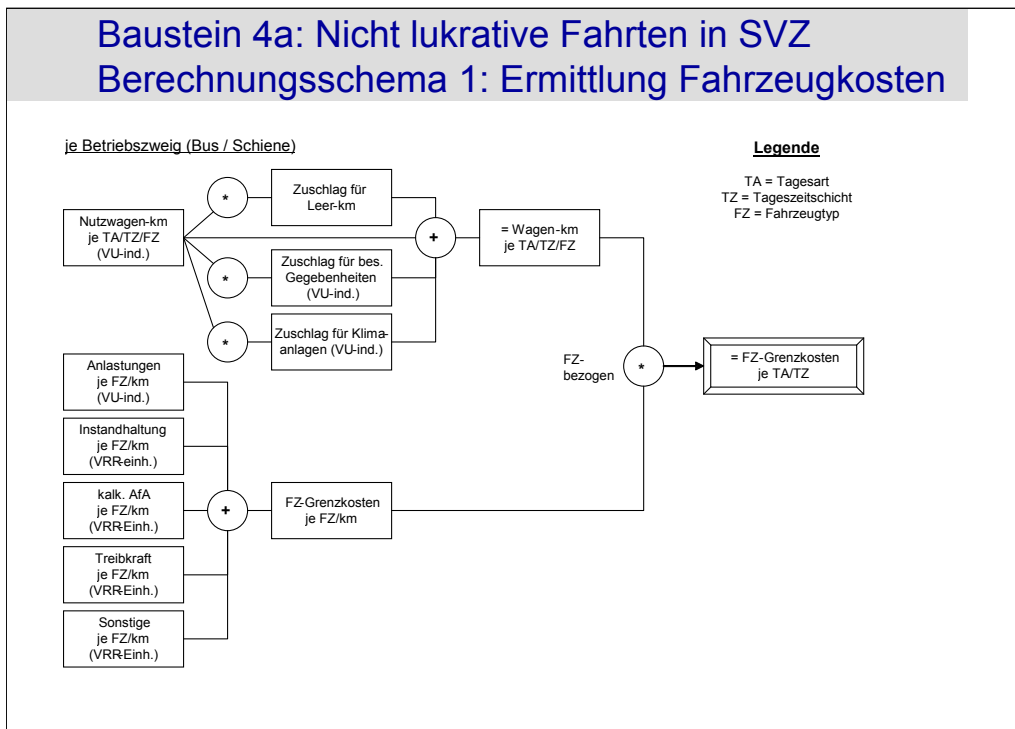 Baustein 4a: Nicht lukrative Fahrten in SVZ
Berechnungsschema 1: Ermittlung Fahrzeugkosten
je Betriebszweig (Bus / Schiene)
Legende
TA = Tagesart
TZ = Tageszeitschicht
FZ = Fahrzeugtyp
Nutzwagen-km
je TA/TZ/FZ
(VU-ind.)
*
Zuschlag für
Leer-km
*
Zuschlag für bes.
Gegebenheiten
(VU-ind.)
*
Zuschlag für Klima-
anlagen (VU-ind.)
+
= Wagen-km
je TA/TZ/FZ
Anlastungen
je FZ/km
(VU-ind.)
Instandhaltung
je FZ/km
(VRR-einh.)
kalk. AfA
je FZ/km
(VRR-Einh.)
Treibkraft
je FZ/km
(VRR-Einh.)
Sonstige
je FZ/km
(VRR-Einh.)
+
FZ-Grenzkosten
je FZ/km
FZ-
bezogen
*
= FZ-Grenzkosten
je TA/TZ